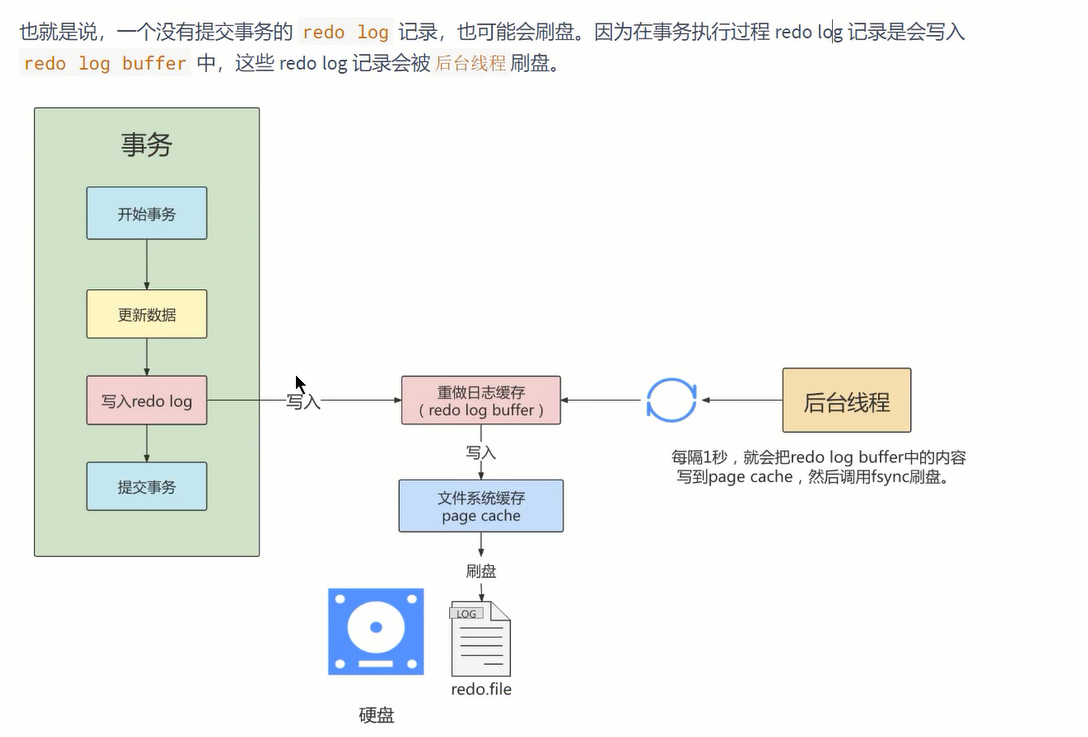 也就是说，一个没有提交事务的 redo log 记录，也可能会刷盘。因为在事务执行过程 redo log 记录是会写入
redo log buffer 中，这些 redo log 记录会被 后台线程 刷盘。
事务
开始事务
更新数据
写入redo log
提交事务
写入
重做日志缓存
（redo log buffer）
写入
文件系统缓存
page cache
刷盘
LOG
redo.file
硬盘
后台线程
每隔1秒，就会把redo log buffer中的内容
写到page cache，然后调用fsync刷盘。